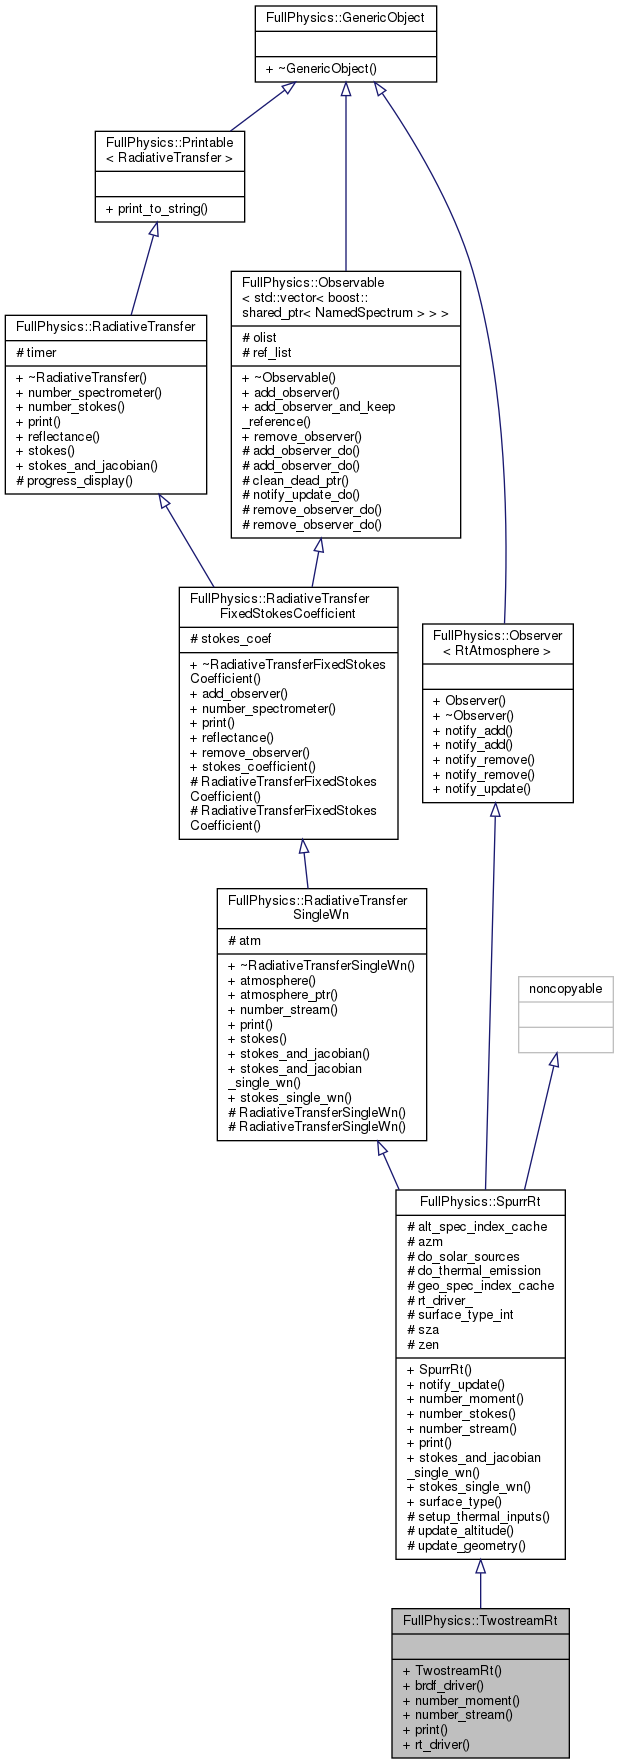 FullPhysics::GenericObject
+ ~GenericObject()
FullPhysics::Printable
< RadiativeTransfer >
+ print_to_string()
FullPhysics::Observable
< std::vector< boost::
shared_ptr< NamedSpectrum > > >
# olist
# ref_list
+ ~Observable()
+ add_observer()
+ add_observer_and_keep
_reference()
+ remove_observer()
# add_observer_do()
# add_observer_do()
# clean_dead_ptr()
# notify_update_do()
# remove_observer_do()
# remove_observer_do()
FullPhysics::RadiativeTransfer
# timer
+ ~RadiativeTransfer()
+ number_spectrometer()
+ number_stokes()
+ print()
+ reflectance()
+ stokes()
+ stokes_and_jacobian()
# progress_display()
FullPhysics::RadiativeTransfer
FixedStokesCoefficient
# stokes_coef
+ ~RadiativeTransferFixedStokes
Coefficient()
+ add_observer()
+ number_spectrometer()
+ print()
+ reflectance()
+ remove_observer()
+ stokes_coefficient()
# RadiativeTransferFixedStokes
Coefficient()
# RadiativeTransferFixedStokes
Coefficient()
FullPhysics::Observer
< RtAtmosphere >
+ Observer()
+ ~Observer()
+ notify_add()
+ notify_add()
+ notify_remove()
+ notify_remove()
+ notify_update()
FullPhysics::RadiativeTransfer
SingleWn
# atm
+ ~RadiativeTransferSingleWn()
+ atmosphere()
+ atmosphere_ptr()
+ number_stream()
+ print()
+ stokes()
+ stokes_and_jacobian()
+ stokes_and_jacobian
_single_wn()
+ stokes_single_wn()
# RadiativeTransferSingleWn()
# RadiativeTransferSingleWn()
noncopyable
FullPhysics::SpurrRt
# alt_spec_index_cache
# azm
# do_solar_sources
# do_thermal_emission
# geo_spec_index_cache
# rt_driver_
# surface_type_int
# sza
# zen
+ SpurrRt()
+ notify_update()
+ number_moment()
+ number_stokes()
+ number_stream()
+ print()
+ stokes_and_jacobian
_single_wn()
+ stokes_single_wn()
+ surface_type()
# setup_thermal_inputs()
# update_altitude()
# update_geometry()
FullPhysics::TwostreamRt
+ TwostreamRt()
+ brdf_driver()
+ number_moment()
+ number_stream()
+ print()
+ rt_driver()